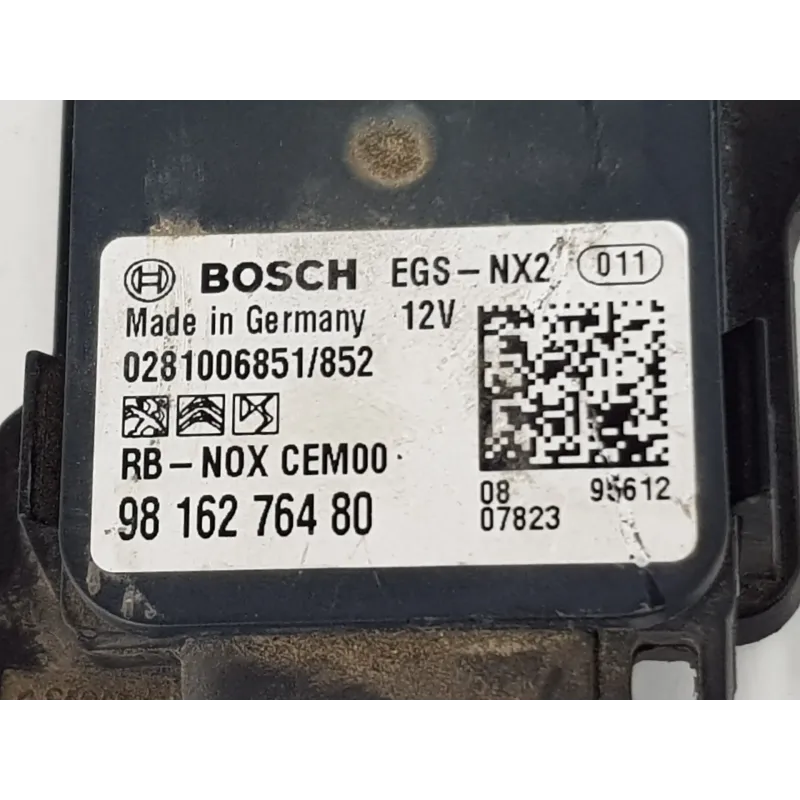 BOSCH EGS-NX2 011
Made in Germany 12V
0281006851/852
RB-NOX CEM00
98 162 764 80
08 95612
07823